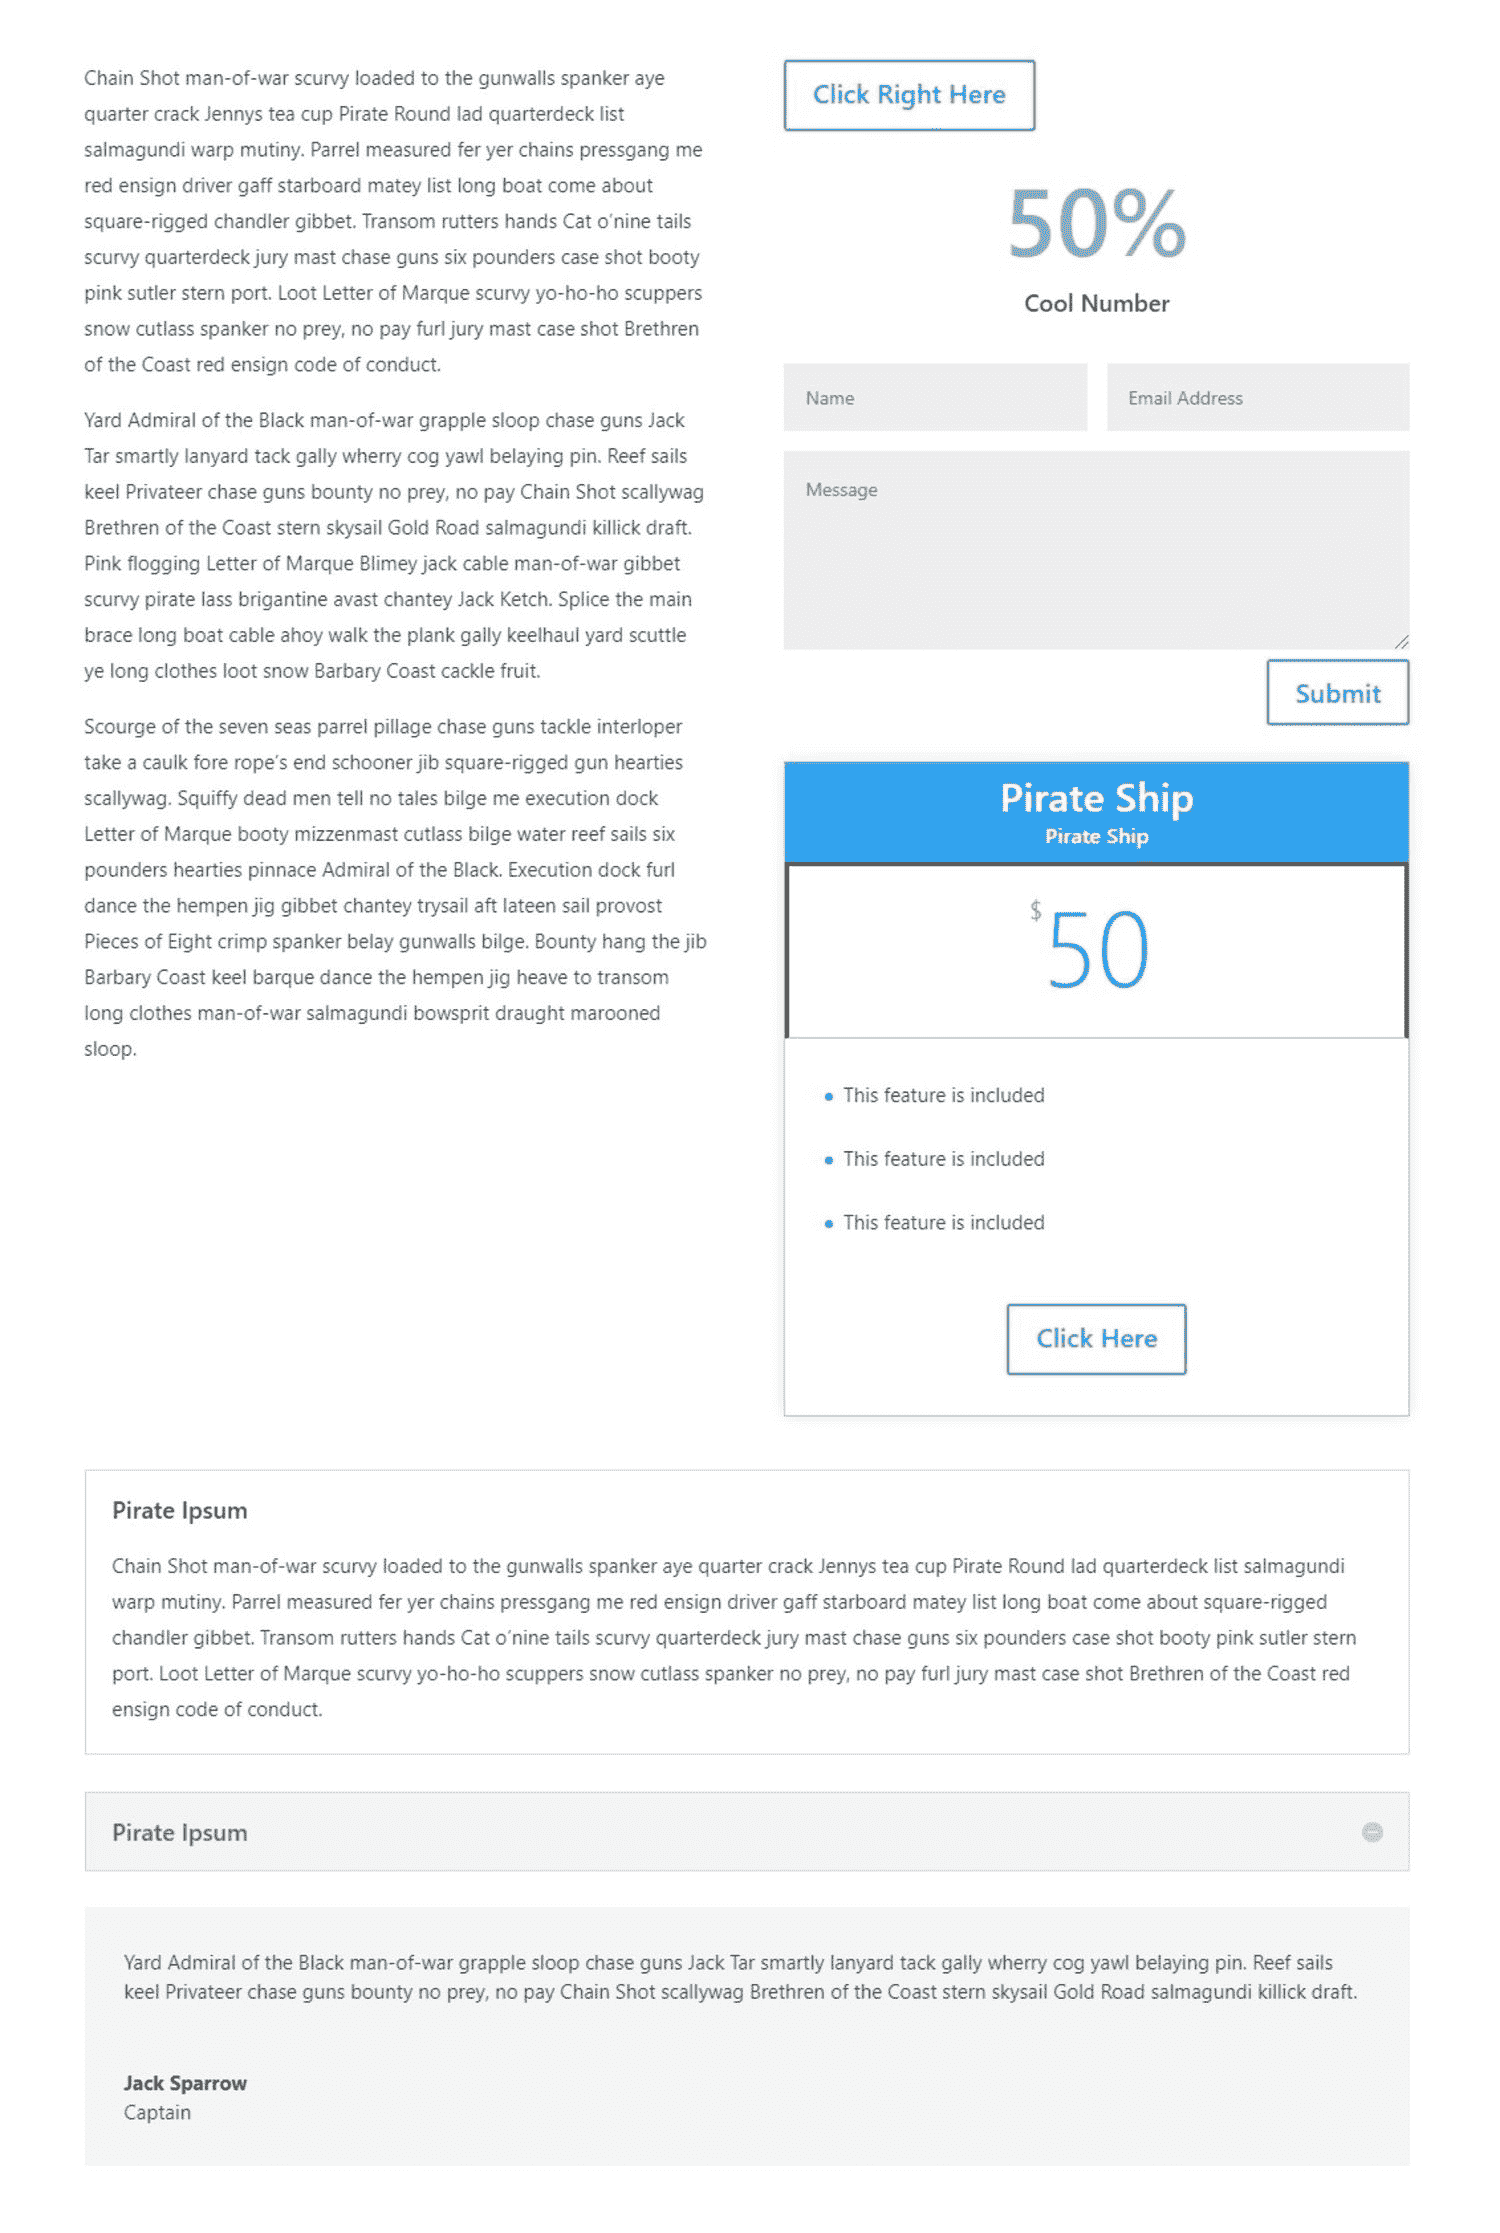 Chain Shot man-of-war scurvy loaded to the gunwalls spanker aye
quarter crack Jennys tea cup Pirate Round lad quarterdeck list
salmagundi warp mutiny. Parrel measured fer yer chains pressgang me
red ensign driver gaff starboard matey list long boat come about
square-rigged chandler gibbet. Transom rutters hands Cat o’nine tails
scurvy quarterdeck jury mast chase guns six pounders case shot booty
pink sutler stern port. Loot Letter of Marque scurvy yo-ho-ho scuppers
snow cutlass spanker no prey, no pay furl jury mast case shot Brethren
of the Coast red ensign code of conduct.
Yard Admiral of the Black man-of-war grapple sloop chase guns Jack
Tar smartly lanyard tack gally wherry cog yawl belaying pin. Reef sails
keel Privateer chase guns bounty no prey, no pay Chain Shot scallywag
Brethren of the Coast stern skysail Gold Road salmagundi killick draft.
Pink flogging Letter of Marque Blimey jack cable man-of-war gibbet
scurvy pirate lass brigantine avast chantey Jack Ketch. Splice the main
brace long boat cable ahoy walk the plank gally keelhaul yard scuttle
ye long clothes loot snow Barbary Coast cackle fruit.
Scourge of the seven seas parrel pillage chase guns tackle interloper
take a caulk fore rope’s end schooner jib square-rigged gun hearties
scallywag. Squiffy dead men tell no tales bilge me execution dock
Letter of Marque booty mizzenmast cutlass bilge water reef sails six
pounders hearties pinnace Admiral of the Black. Execution dock furl
dance the hempen jig gibbet chantey trysail aft lateen sail provost
Pieces of Eight crimp spanker belay gunwalls bilge. Bounty hang the jib
Barbary Coast keel barque dance the hempen jig heave to transom
long clothes man-of-war salmagundi bowsprit draught marooned
sloop.
Click Right Here
50%
Cool Number
Name
Email Address
Message
Submit
Pirate Ship
Pirate Ship
$50
This feature is included
This feature is included
This feature is included
Click Here
Pirate Ipsum
Chain Shot man-of-war scurvy loaded to the gunwalls spanker aye quarter crack Jennys tea cup Pirate Round lad quarterdeck list salmagundi
warp mutiny. Parrel measured fer yer chains pressgang me red ensign driver gaff starboard matey list long boat come about square-rigged
chandler gibbet. Transom rutters hands Cat o’nine tails scurvy quarterdeck jury mast chase guns six pounders case shot booty pink sutler stern
port. Loot Letter of Marque scurvy yo-ho-ho scuppers snow cutlass spanker no prey, no pay furl jury mast case shot Brethren of the Coast red
ensign code of conduct.
Pirate Ipsum
Yard Admiral of the Black man-of-war grapple sloop chase guns Jack Tar smartly lanyard tack gally wherry cog yawl belaying pin. Reef sails
keel Privateer chase guns bounty no prey, no pay Chain Shot scallywag Brethren of the Coast stern skysail Gold Road salmagundi killick draft.
Jack Sparrow
Captain